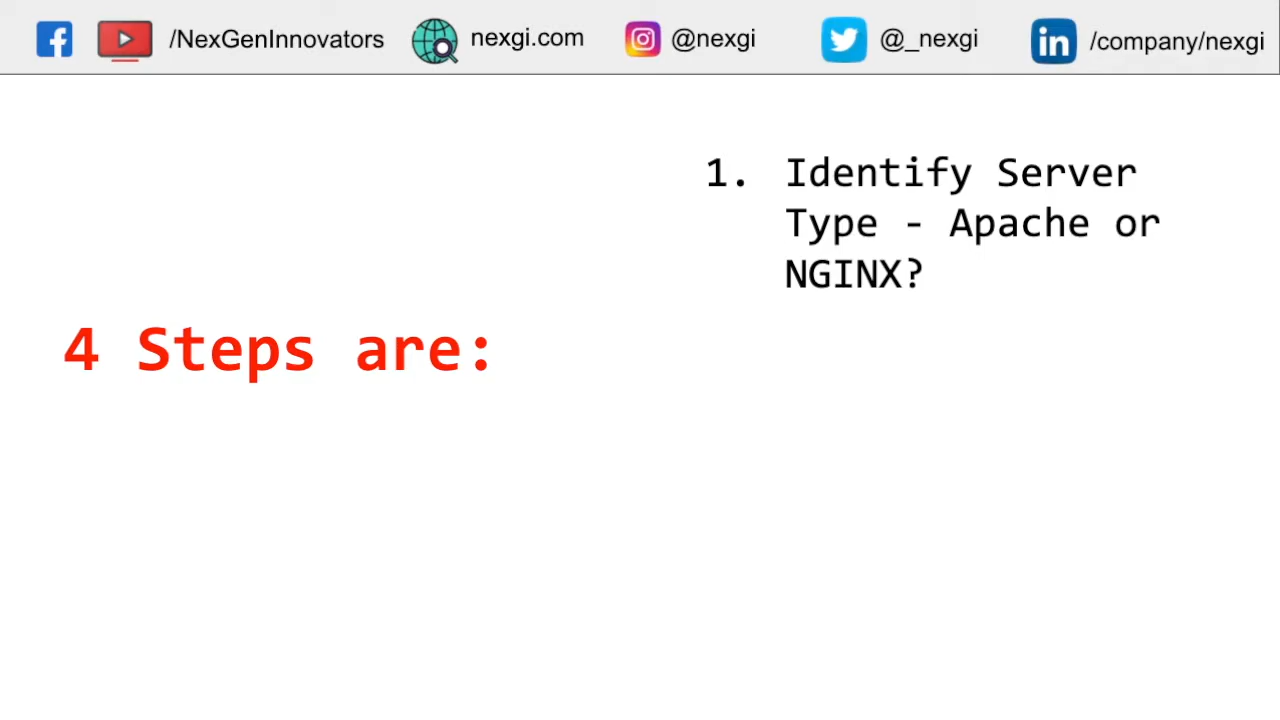 /NexGenInnovators nexgi.com @nexgi @_nexgi /company/nexgi
4 Steps are:
1. Identify Server
Type - Apache or
NGINX?